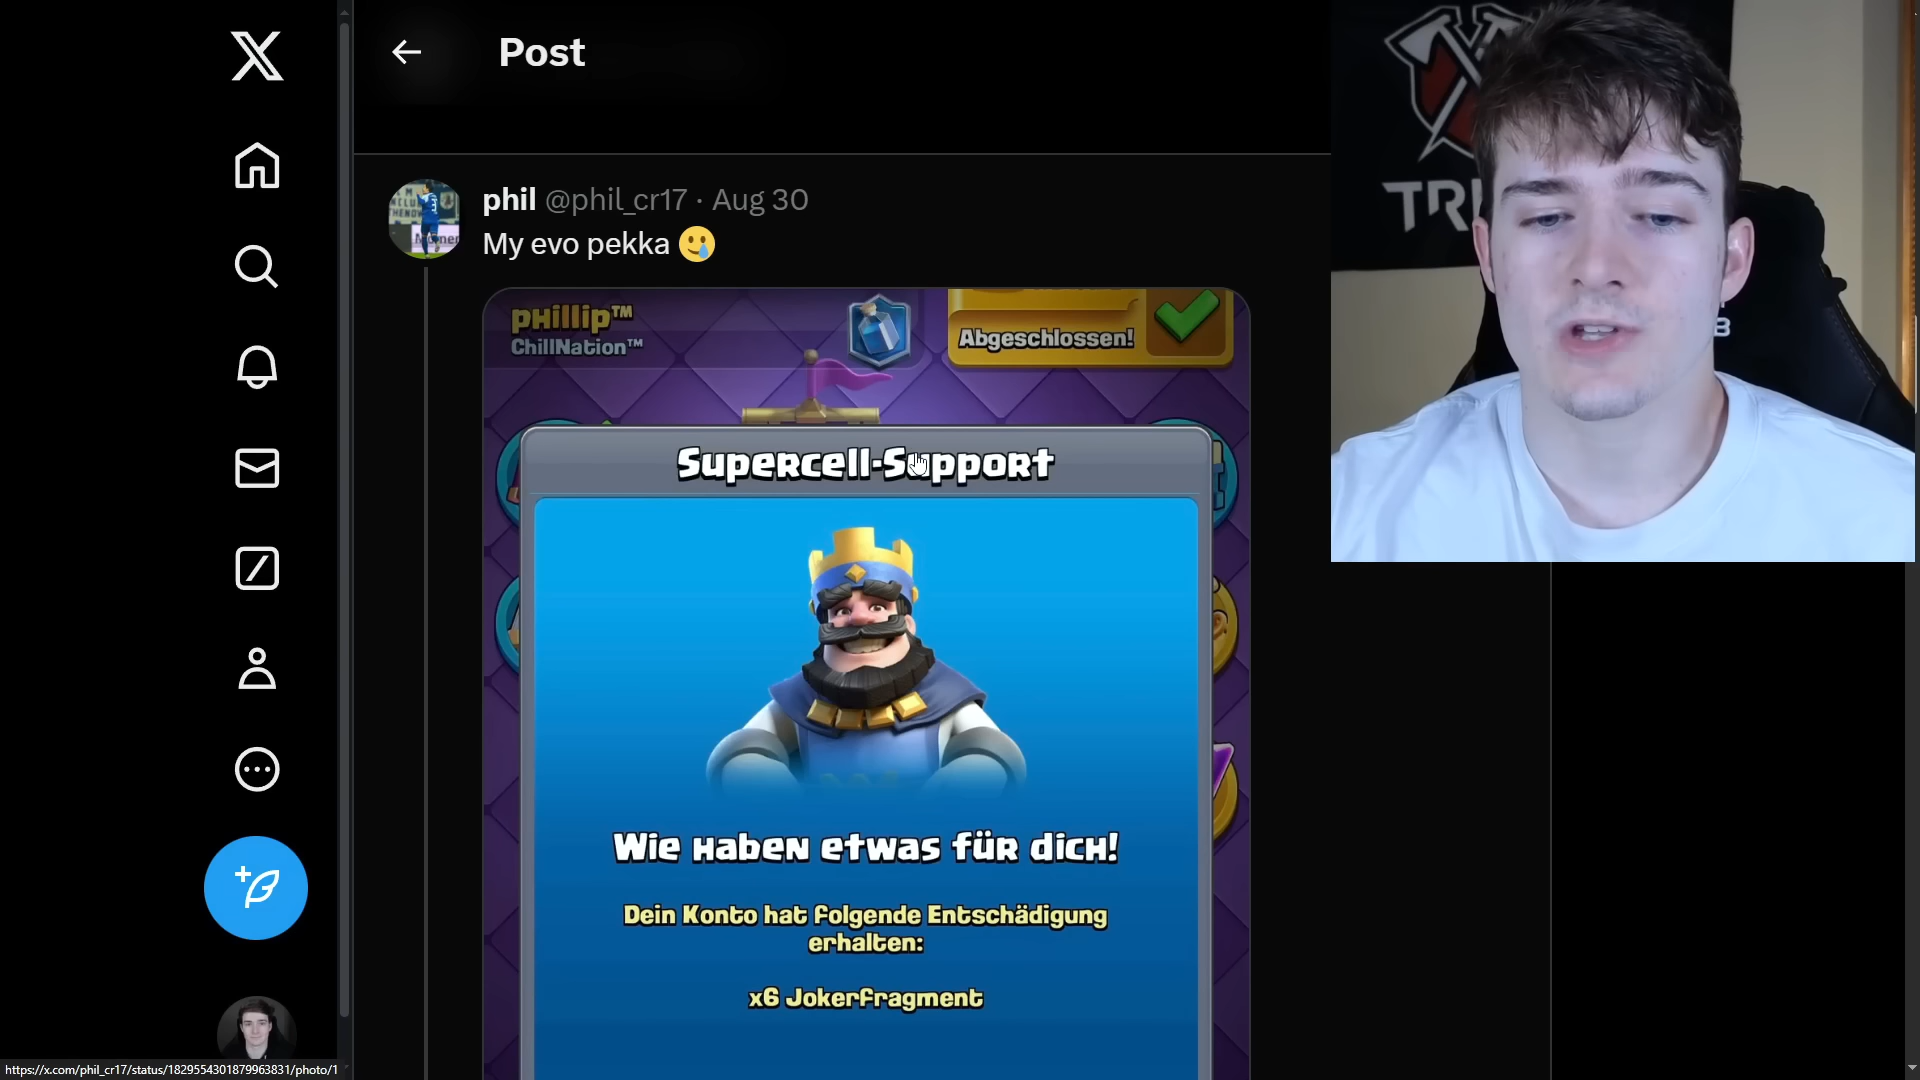 Post
phil @phil_cr17 · Aug 30
My evo pekka 🥲
pHillip™
ChillNation™
Abgeschlossen!
Supercell-Support
Wie haben etwas für dich!
Dein Konto hat folgende Entschädigung
erhalten:
x6 Jokerfragment
TRI
B
https://x.com/phil_cr17/status/1829554301879963831/photo/1